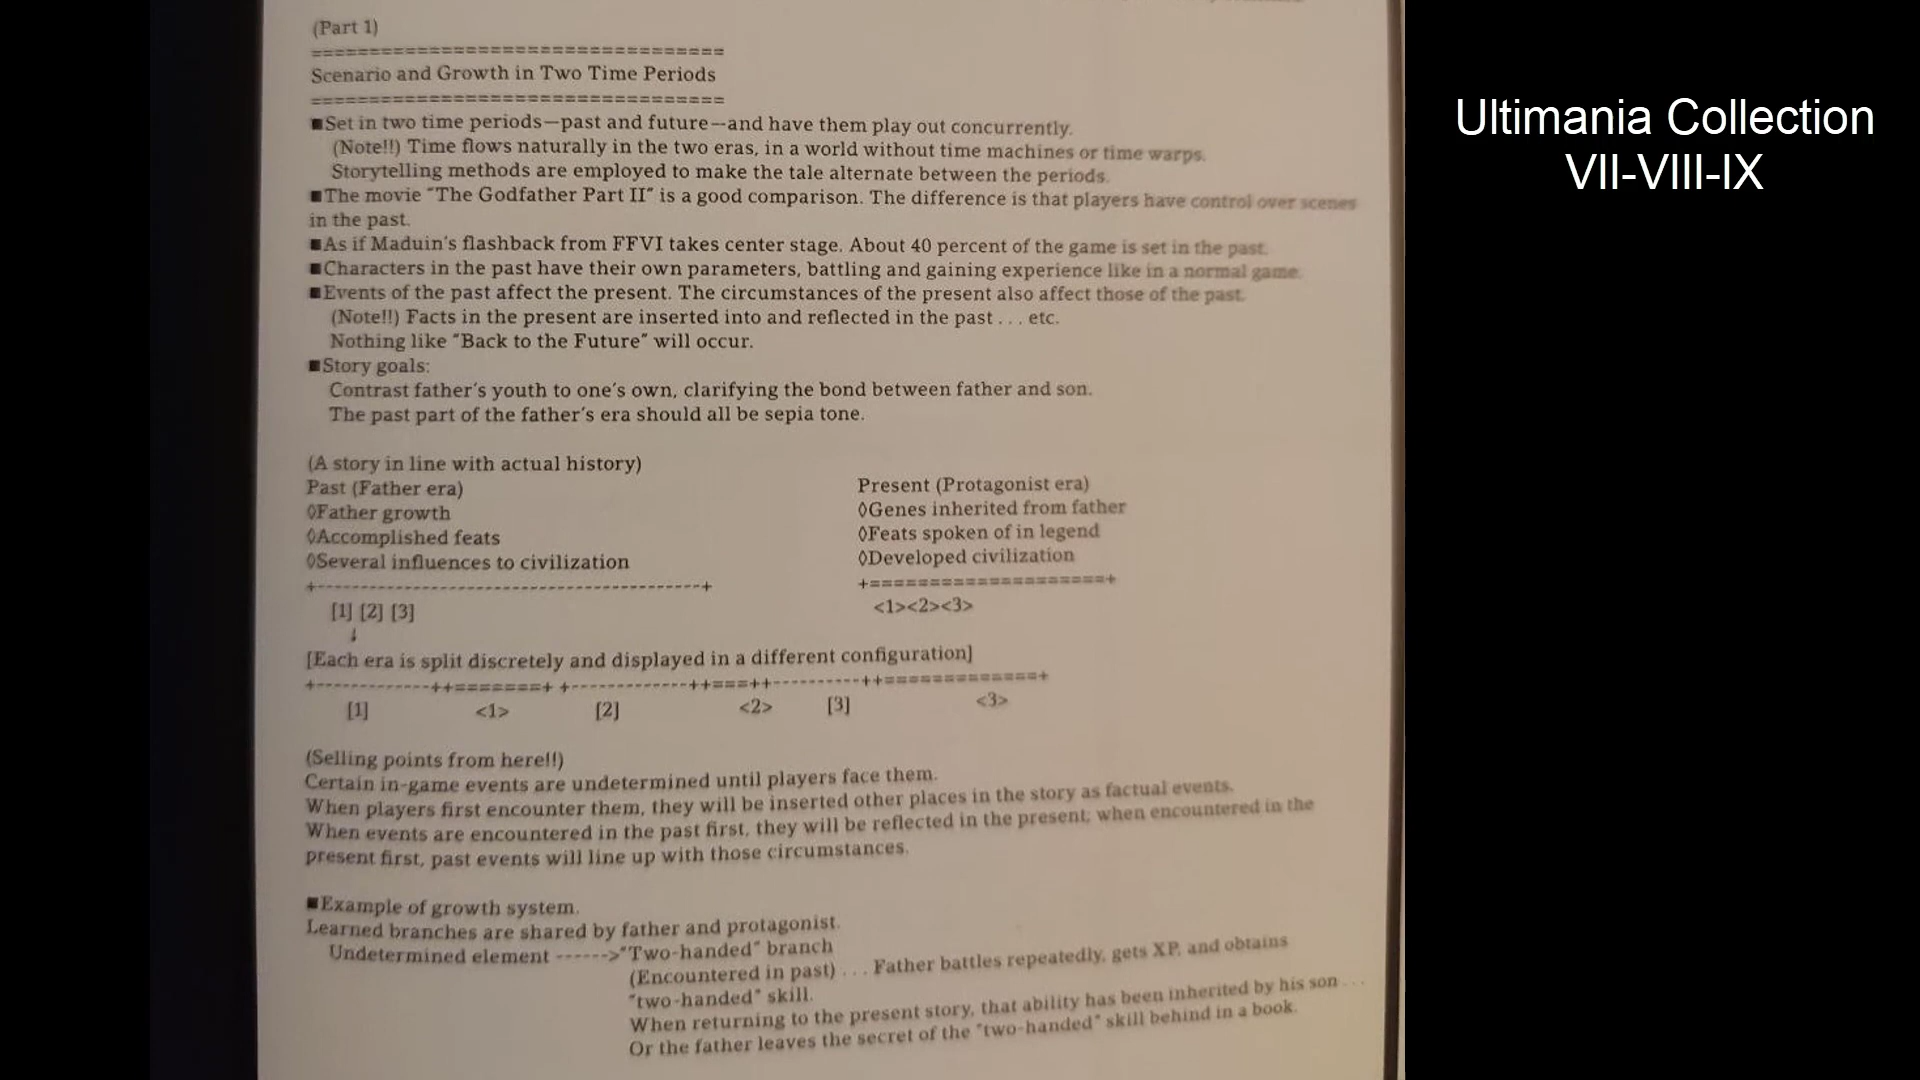 (Part 1)
===================================
Scenario and Growth in Two Time Periods
===================================
■Set in two time periods—past and future—and have them play out concurrently.
(Note!!) Time flows naturally in the two eras, in a world without time machines or time warps.
Storytelling methods are employed to make the tale alternate between the periods.
■The movie "The Godfather Part II" is a good comparison. The difference is that players have control over scenes
in the past.
■As if Maduin's flashback from FFVI takes center stage. About 40 percent of the game is set in the past.
■Characters in the past have their own parameters, battling and gaining experience like in a normal game.
■Events of the past affect the present. The circumstances of the present also affect those of the past.
(Note!!) Facts in the present are inserted into and reflected in the past . . . etc.
Nothing like "Back to the Future" will occur.
■Story goals:
Contrast father's youth to one's own, clarifying the bond between father and son.
The past part of the father's era should all be sepia tone.
(A story in line with actual history)
Past (Father era)
◊Father growth
◊Accomplished feats
◊Several influences to civilization
+--------------------------------------------+
[1] [2] [3]
↓
Present (Protagonist era)
◊Genes inherited from father
◊Feats spoken of in legend
◊Developed civilization
+====================+
<1><2><3>
[Each era is split discretely and displayed in a different configuration]
+-------------++=======+ +-------------++===++----------++=============+
[1] <1> [2] <2> [3] <3>
(Selling points from here!!)
Certain in-game events are undetermined until players face them.
When players first encounter them, they will be inserted other places in the story as factual events.
When events are encountered in the past first, they will be reflected in the present; when encountered in the
present first, past events will line up with those circumstances.
■Example of growth system.
Learned branches are shared by father and protagonist.
Undetermined element ------>"Two-handed" branch
(Encountered in past) . . . Father battles repeatedly, gets XP, and obtains
"two-handed" skill.
When returning to the present story, that ability has been inherited by his son . . .
Or the father leaves the secret of the "two-handed" skill behind in a book.
Ultimania Collection
VII-VIII-IX